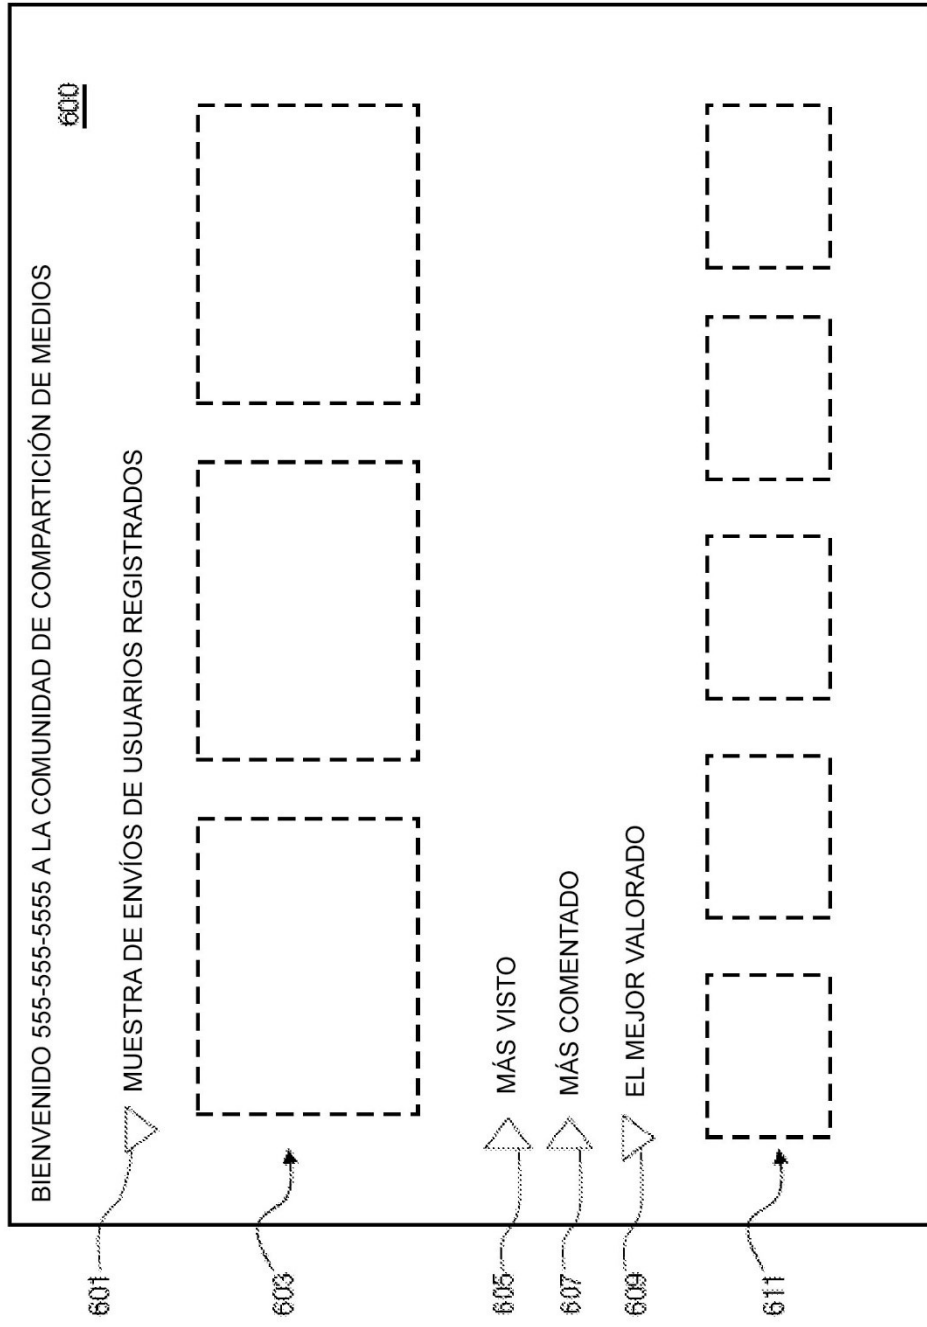 BIENVENIDO 555-555-5555 A LA COMUNIDAD DE COMPARTICIÓN DE MEDIOS
600
601
MUESTRA DE ENVÍOS DE USUARIOS REGISTRADOS
603
605
MÁS VISTO
607
MÁS COMENTADO
609
EL MEJOR VALORADO
611